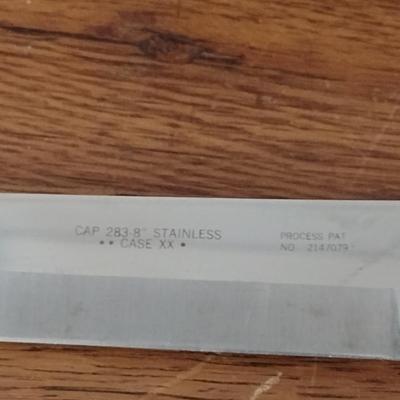 CAP 283-8" STAINLESS
•• CASE XX •
PROCESS PAT.
NO. 2147079